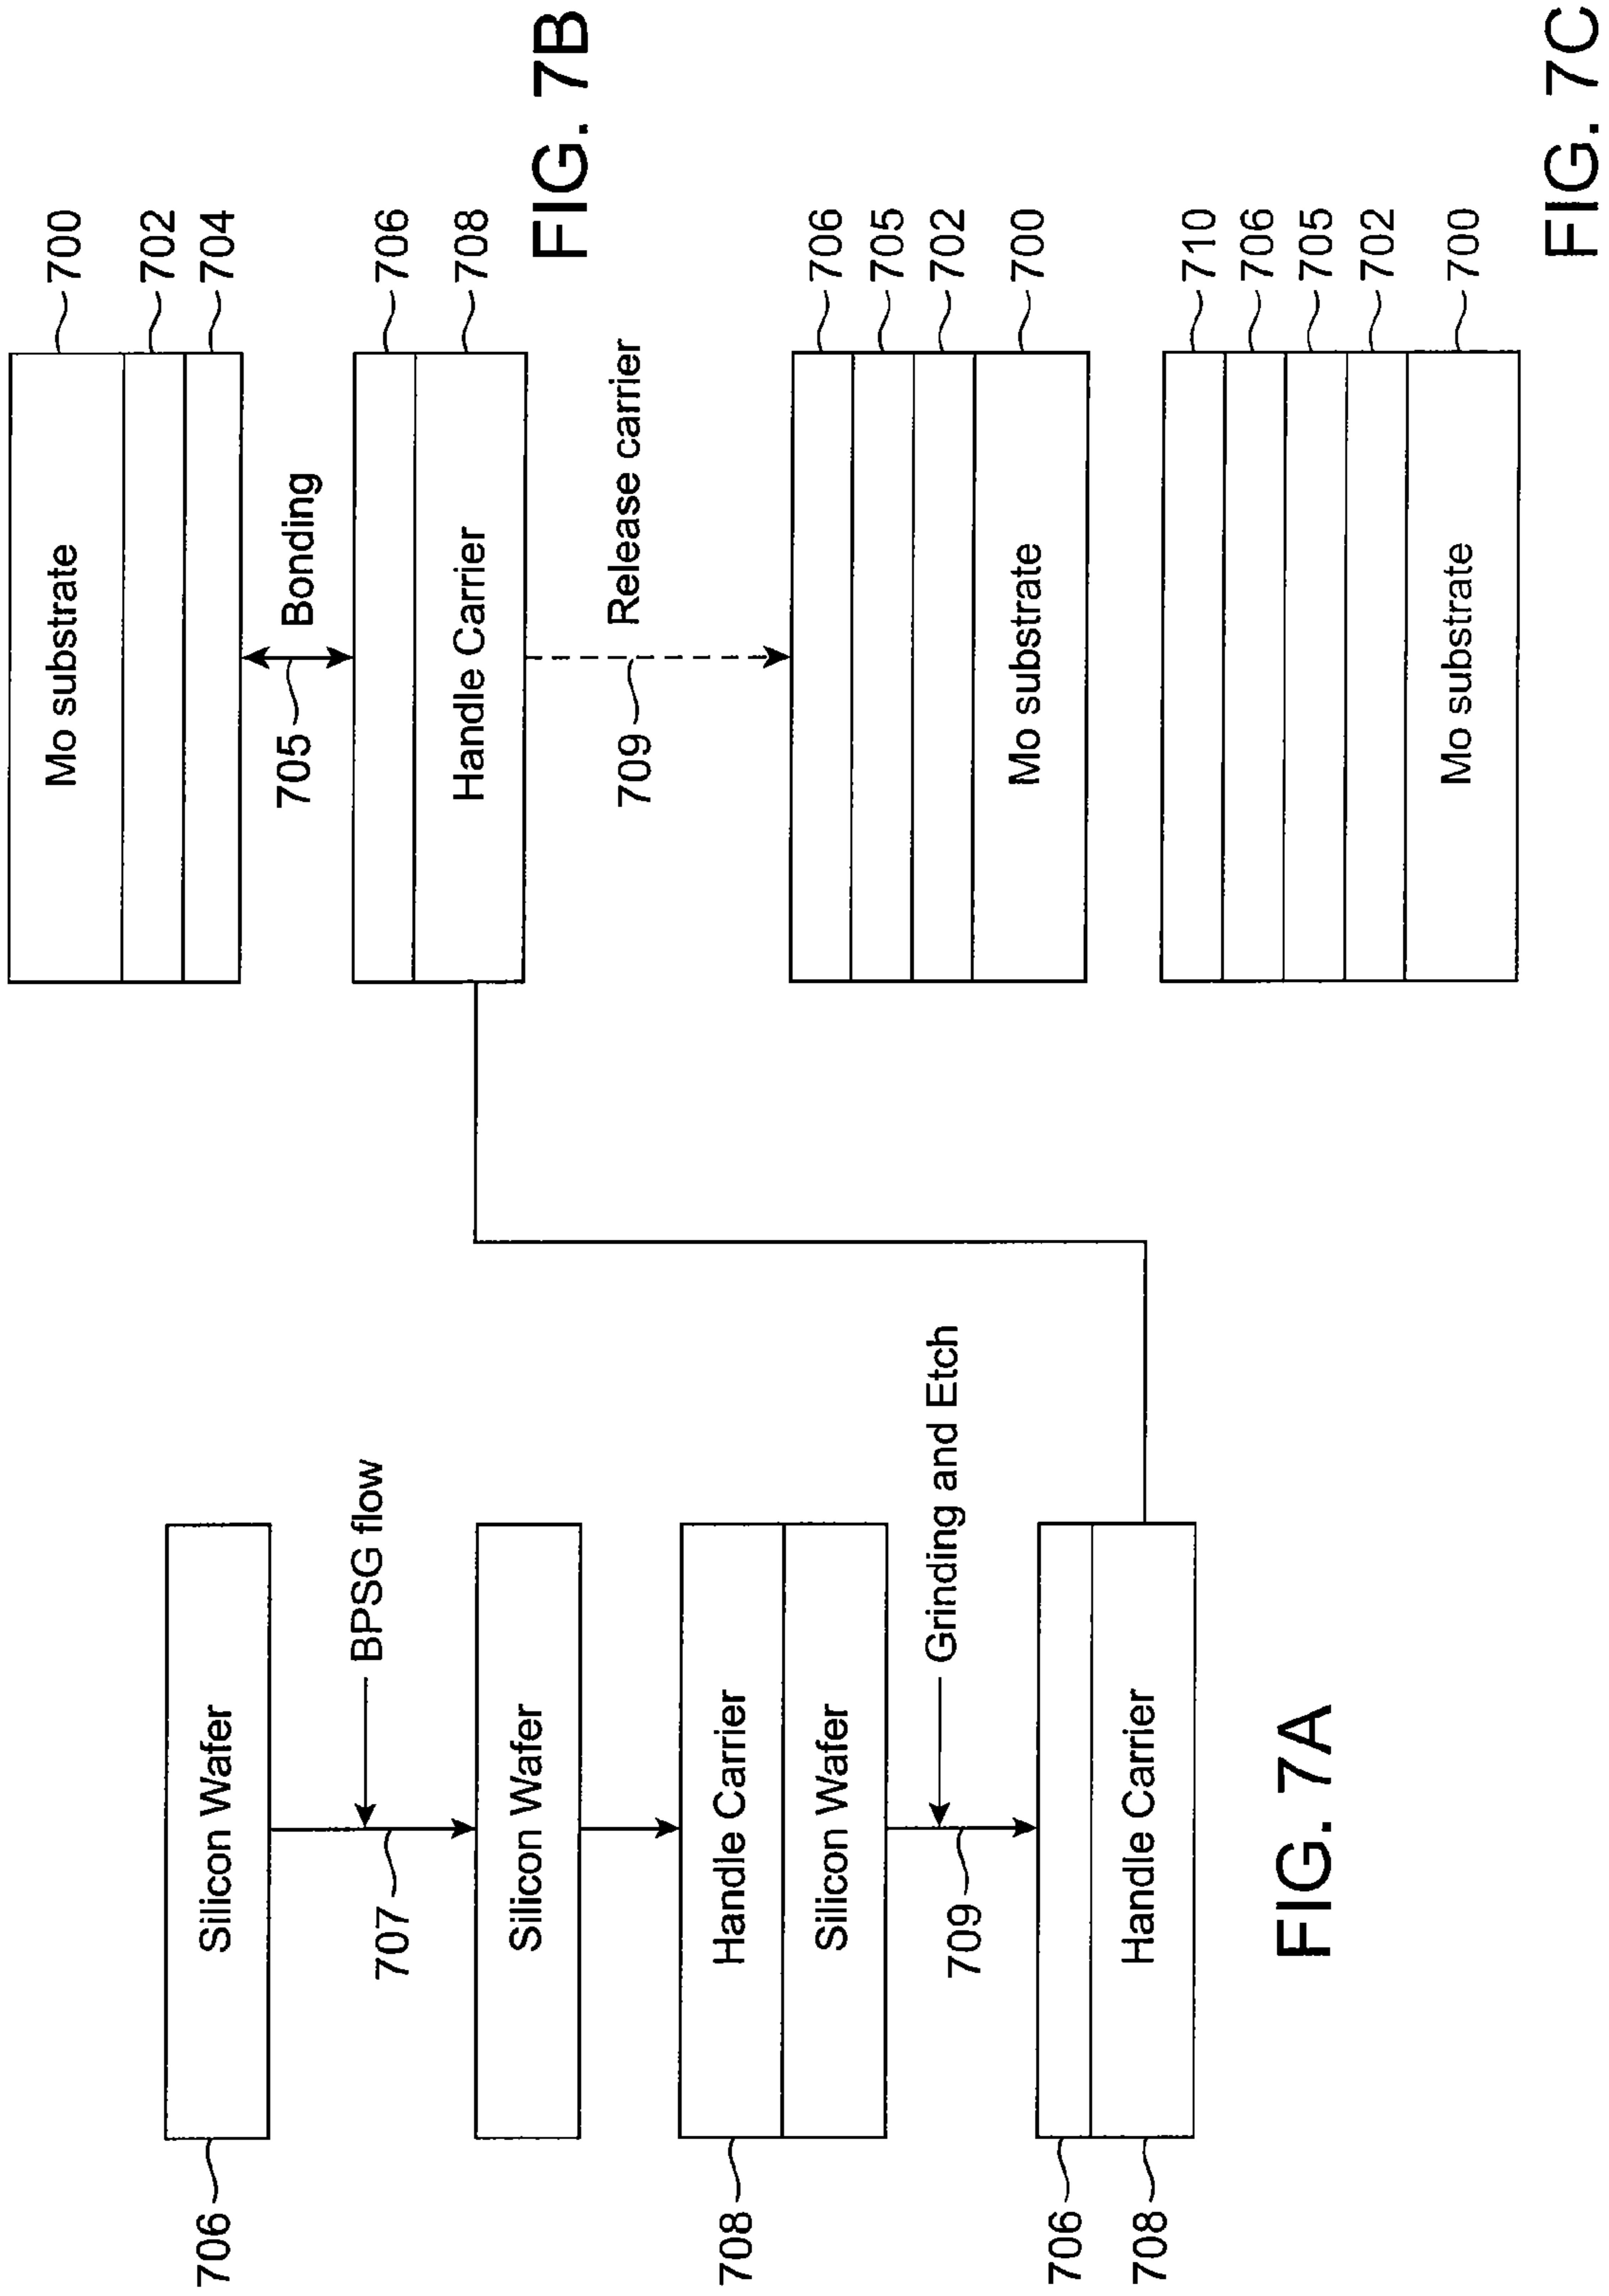 Silicon Wafer
706
BPSG flow
707
Silicon Wafer
Handle Carrier
708
Silicon Wafer
Grinding and Etch
709
706
Handle Carrier
708
FIG. 7A
Mo substrate
700
702
704
Bonding
705
706
Handle Carrier
708
FIG. 7B
Release carrier
709
706
705
702
Mo substrate
700
710
706
705
702
Mo substrate
700
FIG. 7C